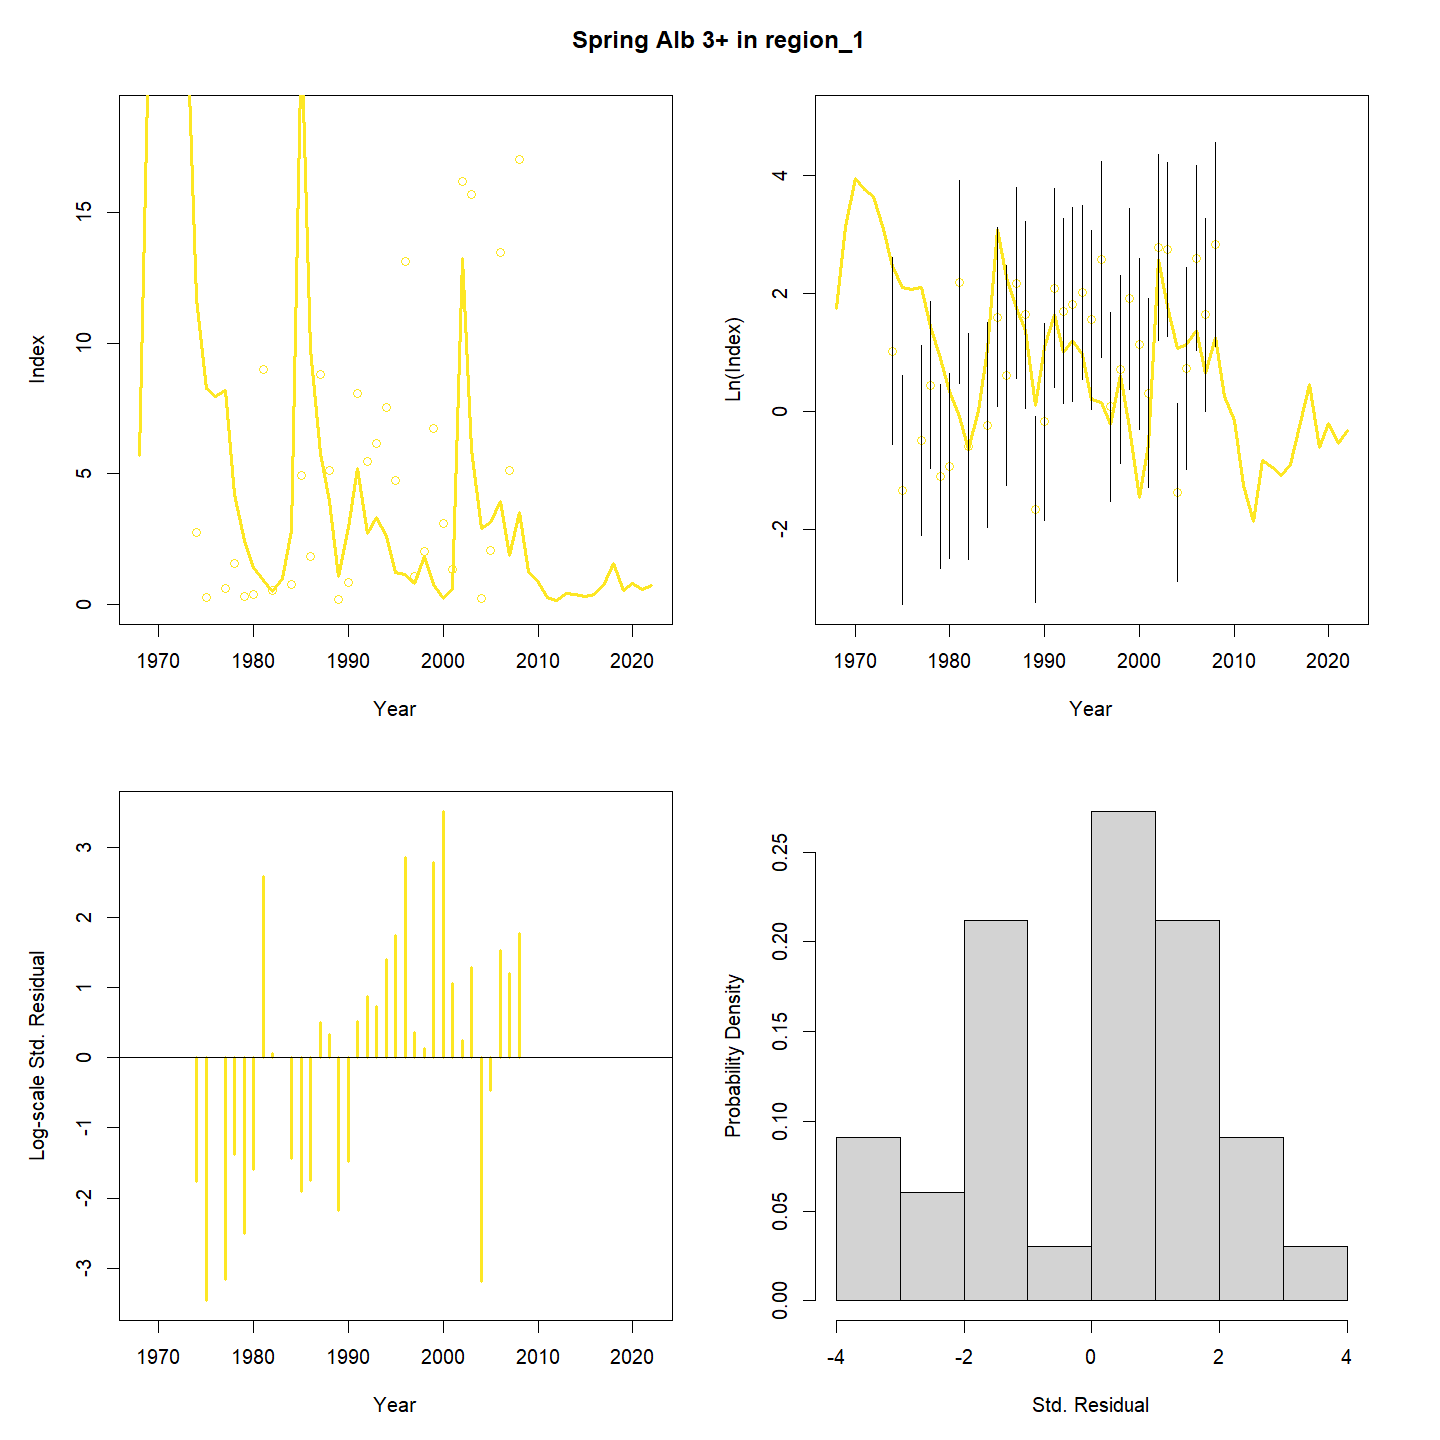 Spring Alb 3+ in region_1
Index
15
10
5
0
1970 1980 1990 2000 2010 2020
Year
Ln(Index)
4
2
0
-2
1970 1980 1990 2000 2010 2020
Year
Log-scale Std. Residual
3
2
1
0
-1
-2
-3
1970 1980 1990 2000 2010 2020
Year
Probability Density
0.25
0.20
0.15
0.10
0.05
0.00
-4 -2 0 2 4
Std. Residual